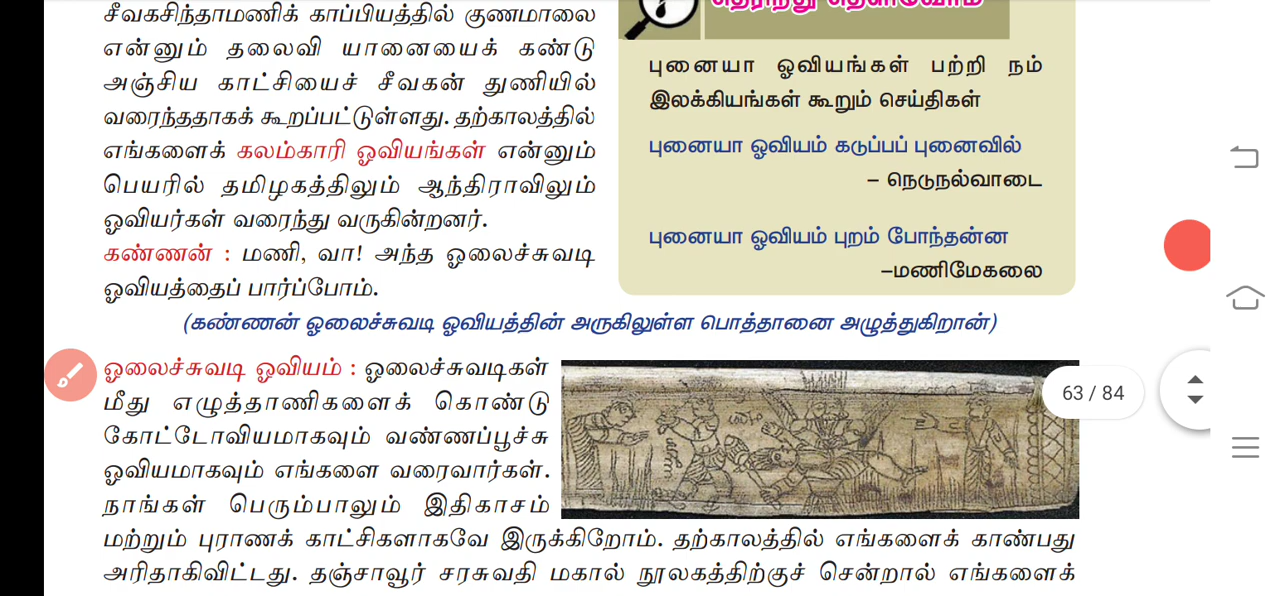 சீவகசிந்தாமணிக் காப்பியத்தில் குணமாலை
என்னும் தலைவி யானையைக் கண்டு
அஞ்சிய காட்சியைச் சீவகன் துணியில்
வரைந்ததாகக் கூறப்பட்டுள்ளது. தற்காலத்தில்
எங்களைக் கலம்காரி ஓவியங்கள் என்னும்
பெயரில் தமிழகத்திலும் ஆந்திராவிலும்
ஓவியர்கள் வரைந்து வருகின்றனர்.
கண்ணன் : மணி, வா! அந்த ஓலைச்சுவடி
ஓவியத்தைப் பார்ப்போம்.
தெரிந்து தெளிவோம்
புனையா ஓவியங்கள் பற்றி நம்
இலக்கியங்கள் கூறும் செய்திகள்
புனையா ஓவியம் கடுப்பப் புனைவில்
– நெடுநல்வாடை
புனையா ஓவியம் புறம் போந்தன்ன
–மணிமேகலை
(கண்ணன் ஓலைச்சுவடி ஓவியத்தின் அருகிலுள்ள பொத்தானை அழுத்துகிறான்)
ஓலைச்சுவடி ஓவியம் : ஓலைச்சுவடிகள்
மீது எழுத்தாணிகளைக் கொண்டு
கோட்டோவியமாகவும் வண்ணப்பூச்சு
ஓவியமாகவும் எங்களை வரைவார்கள்.
நாங்கள் பெரும்பாலும் இதிகாசம்
மற்றும் புராணக் காட்சிகளாகவே இருக்கிறோம். தற்காலத்தில் எங்களைக் காண்பது
அரிதாகிவிட்டது. தஞ்சாவூர் சரசுவதி மகால் நூலகத்திற்குச் சென்றால் எங்களைக்
63 / 84